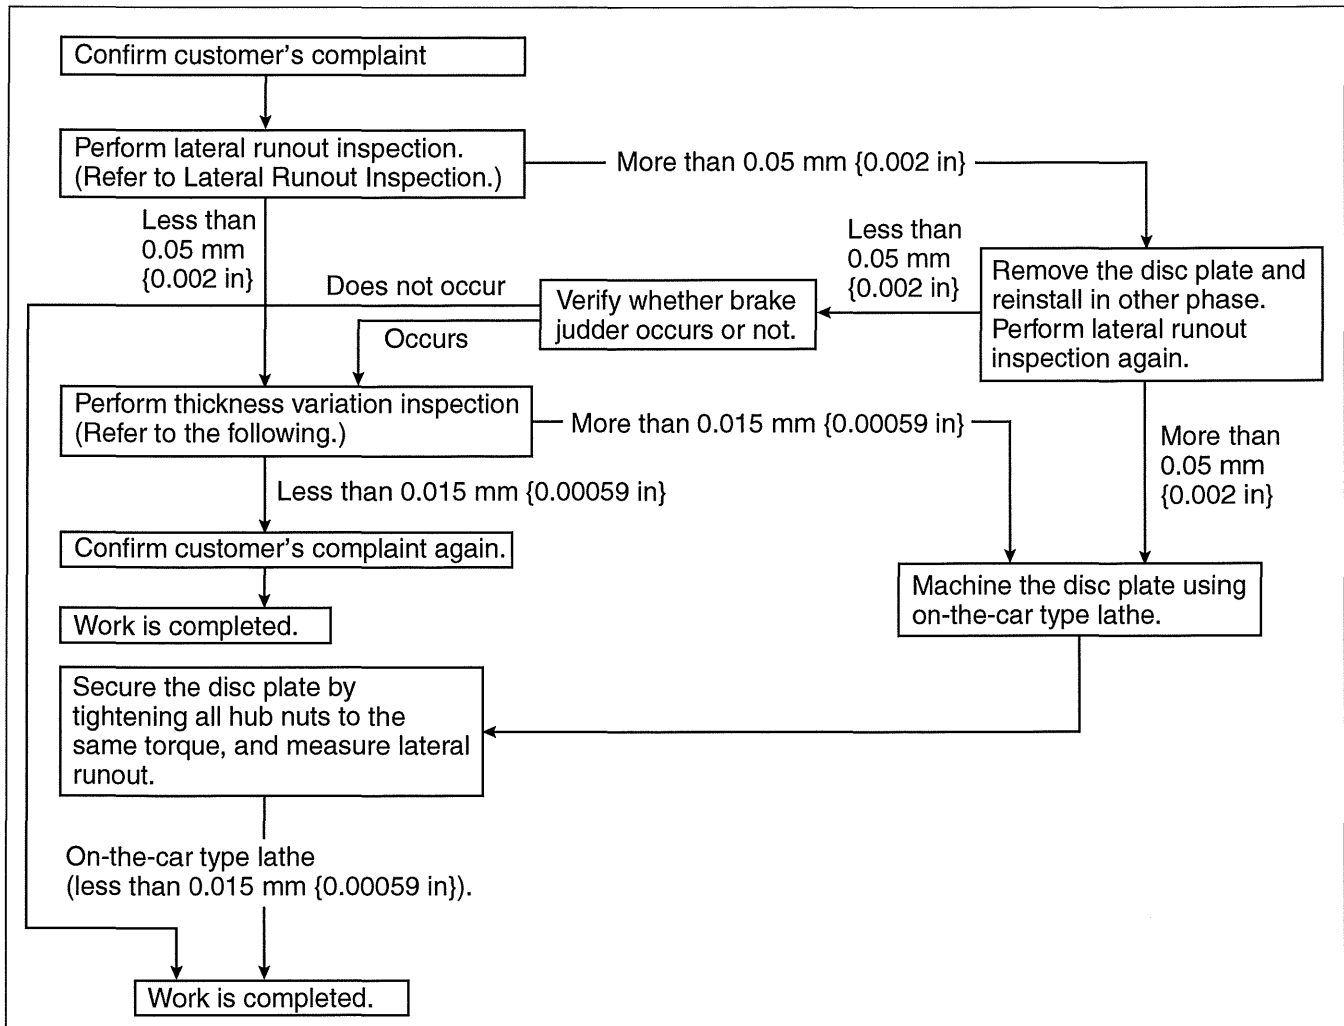 Confirm customer's complaint
Perform lateral runout inspection.
(Refer to Lateral Runout Inspection.)
More than 0.05 mm {0.002 in}
Less than
0.05 mm
{0.002 in}
Does not occur
Occurs
Verify whether brake
judder occurs or not.
Less than
0.05 mm
{0.002 in}
Remove the disc plate and
reinstall in other phase.
Perform lateral runout
inspection again.
Perform thickness variation inspection
(Refer to the following.)
More than 0.015 mm {0.00059 in}
More than
0.05 mm
{0.002 in}
Less than 0.015 mm {0.00059 in}
Confirm customer's complaint again.
Work is completed.
Machine the disc plate using
on-the-car type lathe.
Secure the disc plate by
tightening all hub nuts to the
same torque, and measure lateral
runout.
On-the-car type lathe
(less than 0.015 mm {0.00059 in}).
Work is completed.